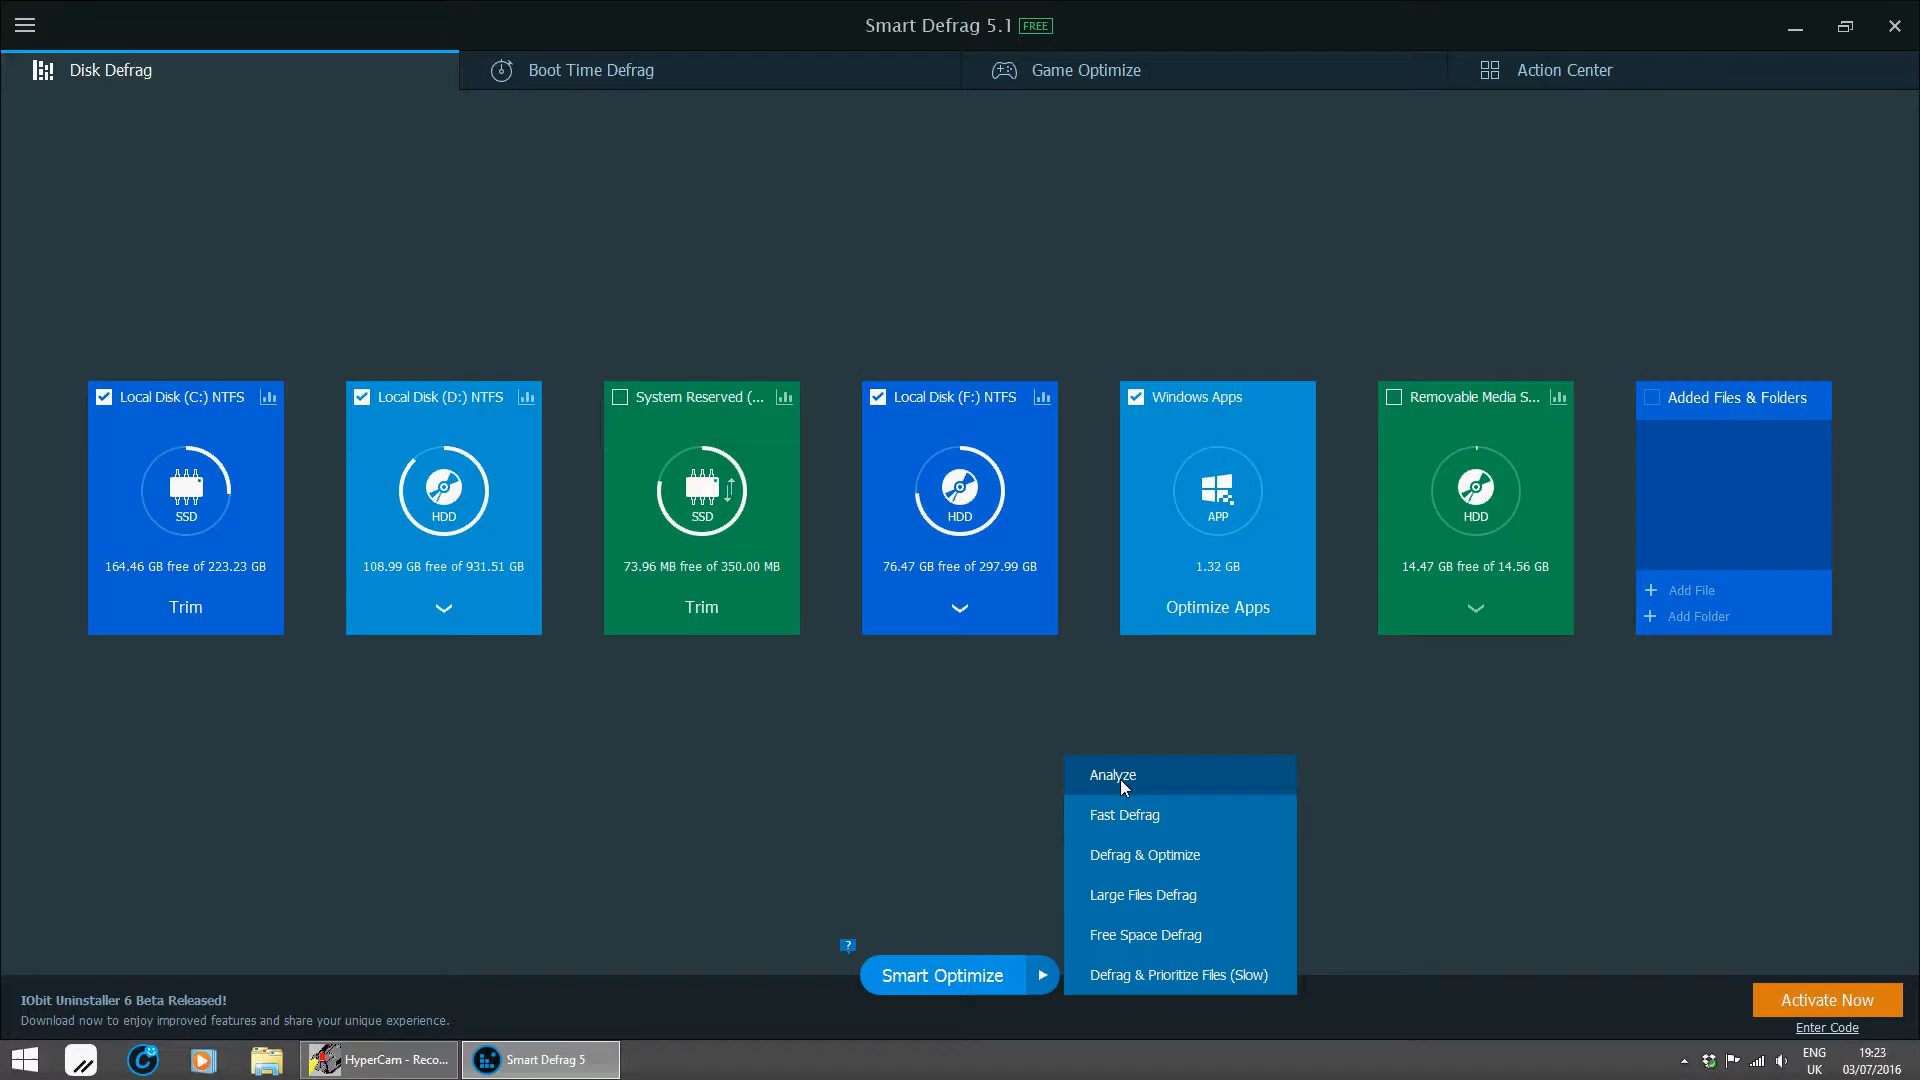 Smart Defrag 5.1 FREE
Disk Defrag
Boot Time Defrag
Game Optimize
Action Center
Local Disk (C:) NTFS
SSD
164.46 GB free of 223.23 GB
Trim
Local Disk (D:) NTFS
HDD
108.99 GB free of 931.51 GB
System Reserved (...
SSD
73.96 MB free of 350.00 MB
Trim
Local Disk (F:) NTFS
HDD
76.47 GB free of 297.99 GB
Windows Apps
APP
1.32 GB
Optimize Apps
Removable Media S...
HDD
14.47 GB free of 14.56 GB
Added Files & Folders
+ Add File
+ Add Folder
Analyze
Fast Defrag
Defrag & Optimize
Large Files Defrag
Free Space Defrag
Defrag & Prioritize Files (Slow)
?
Smart Optimize
IObit Uninstaller 6 Beta Released!
Download now to enjoy improved features and share your unique experience.
Activate Now
Enter Code
HyperCam - Reco...
Smart Defrag 5
ENG
UK
19:23
03/07/2016